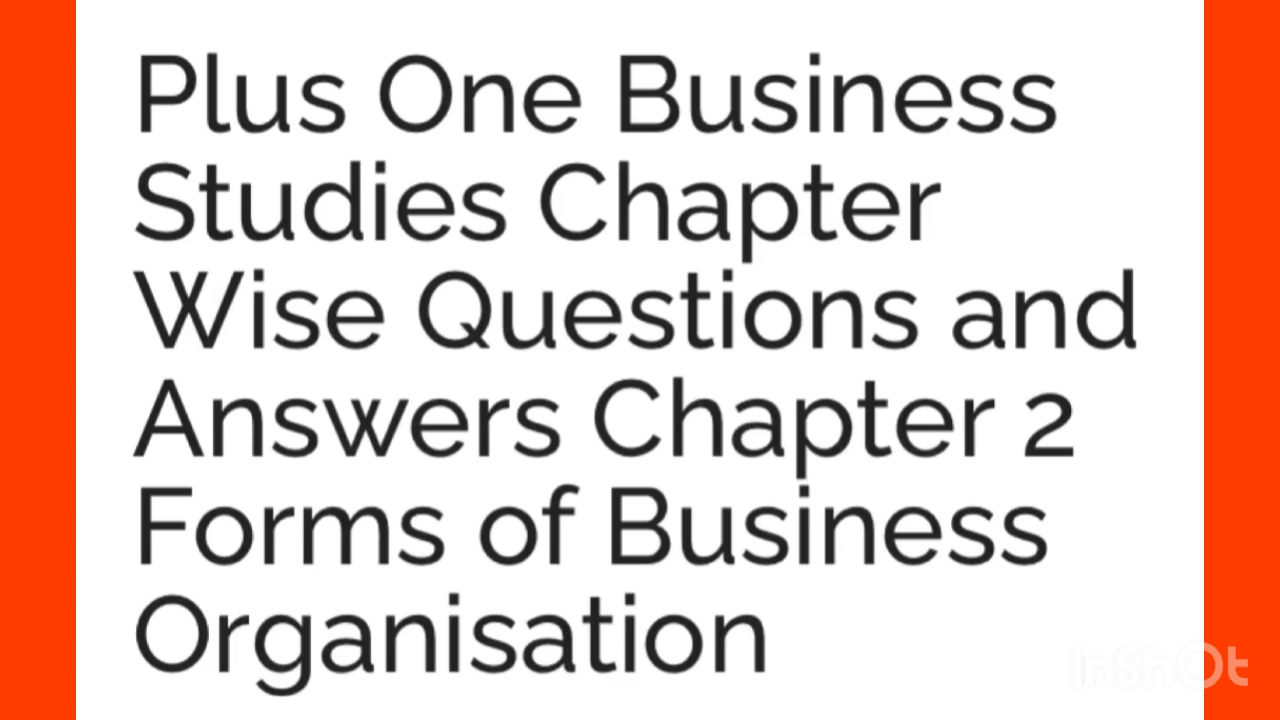 Plus One Business
Studies Chapter
Wise Questions and
Answers Chapter 2
Forms of Business
Organisation
InShOt